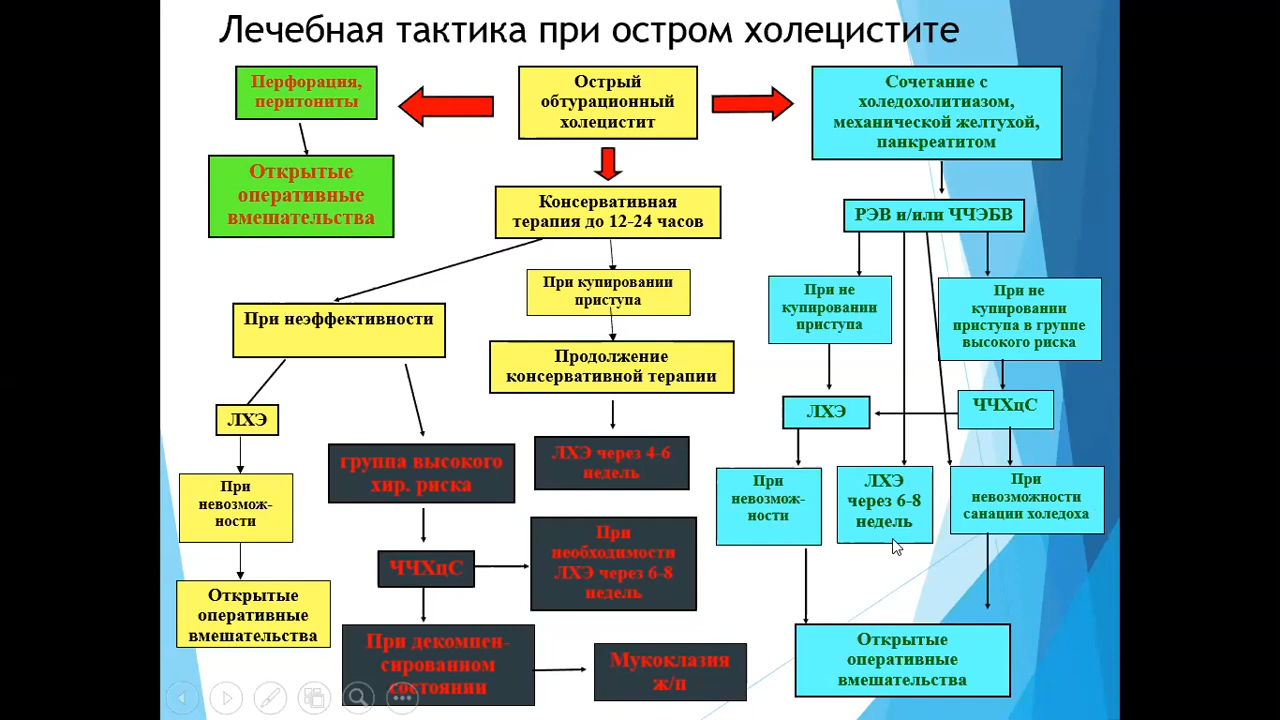 Лечебная тактика при остром холецистите
Перфорация,
перитониты
Открытые
оперативные
вмешательства
Острый
обтурационный
холецистит
Консервативная
терапия до 12-24 часов
При купировании
приступа
Продолжение
консервативной терапии
ЛХЭ через 4-6
недель
При неэффективности
ЛХЭ
При
невозмож-
ности
Открытые
оперативные
вмешательства
группа высокого
хир. риска
ЧЧХцС
При
необходимости
ЛХЭ через 6-8
недель
При декомпен-
сированном
состоянии
Мукоклазия
ж/п
Сочетание с
холедохолитиазом,
механической желтухой,
панкреатитом
РЭВ и/или ЧЧЭБВ
При не
купировании
приступа
При не
купировании
приступа в группе
высокого риска
ЛХЭ
ЧЧХцС
При
невозмож-
ности
ЛХЭ
через 6-8
недель
При
невозможности
санации холедоха
Открытые
оперативные
вмешательства